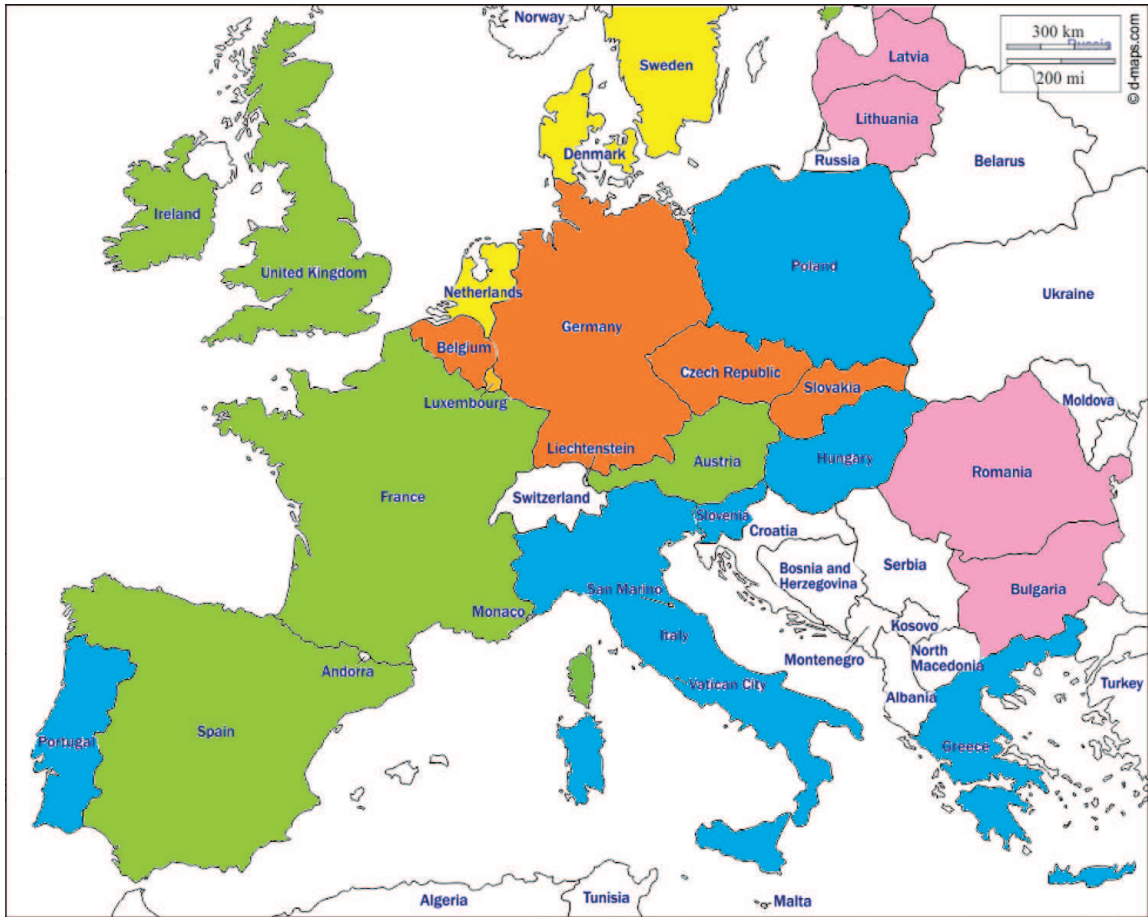 Norway
300 km
Russia
200 mi
© d-maps.com
Sweden
Latvia
Lithuania
Denmark
Russia
Belarus
Ireland
United Kingdom
Netherlands
Poland
Ukraine
Germany
Belgium
Czech Republic
Slovakia
Luxembourg
Moldova
Liechtenstein
Austria
Hungary
Romania
France
Switzerland
Slovenia
Croatia
Serbia
Bosnia and
Herzegovina
San Marino
Bulgaria
Monaco
Kosovo
Italy
Montenegro
North
Macedonia
Andorra
Vatican City
Albania
Turkey
Spain
Portugal
Greece
Algeria
Tunisia
Malta